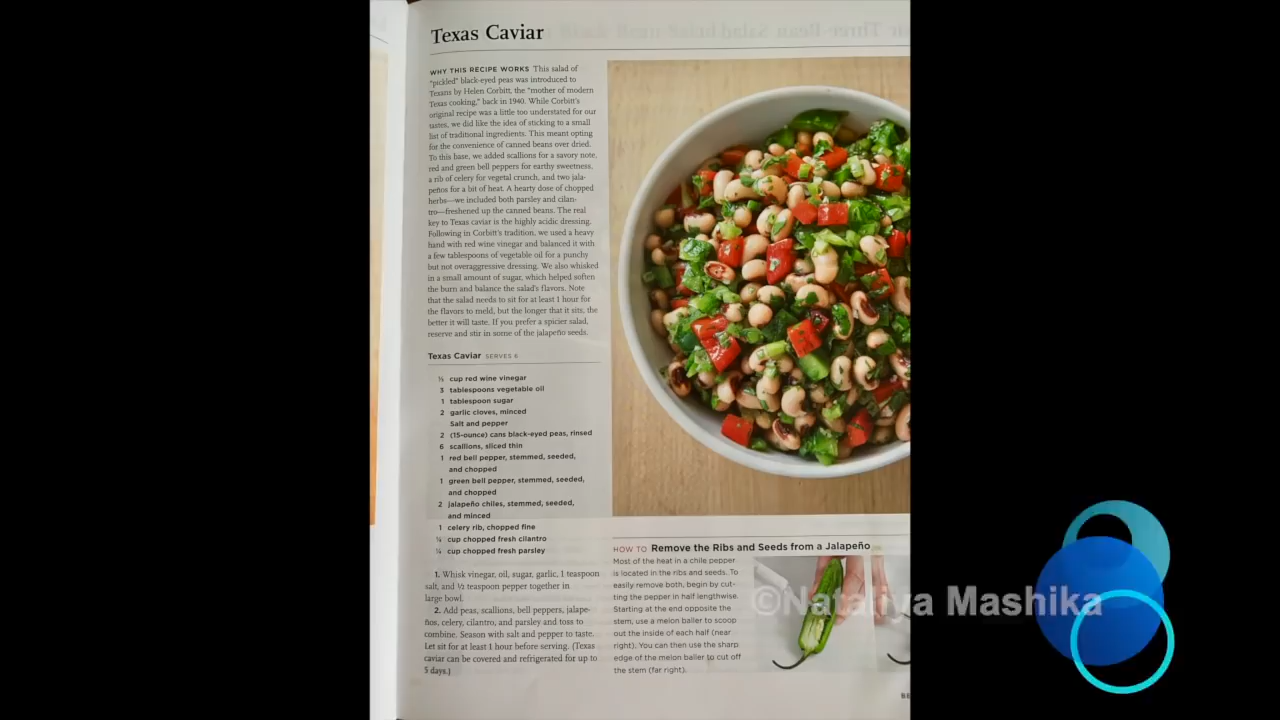 Texas Caviar
WHY THIS RECIPE WORKS This salad of
"pickled" black-eyed peas was introduced to
Texans by Helen Corbitt, the "mother of modern
Texas cooking," back in 1940. While Corbitt's
original recipe was a little too understated for our
tastes, we did like the idea of sticking to a small
list of traditional ingredients. This meant opting
for the convenience of canned beans over dried.
To this base, we added scallions for a savory note,
red and green bell peppers for earthy sweetness,
a rib of celery for vegetal crunch, and two jala-
peños for a bit of heat. A hearty dose of chopped
herbs—we included both parsley and cilan-
tro—freshened up the canned beans. The real
key to Texas caviar is the highly acidic dressing.
Following in Corbitt's tradition, we used a heavy
hand with red wine vinegar and balanced it with
a few tablespoons of vegetable oil for a punchy
but not overaggressive dressing. We also whisked
in a small amount of sugar, which helped soften
the burn and balance the salad's flavors. Note
that the salad needs to sit for at least 1 hour for
the flavors to meld, but the longer that it sits, the
better it will taste. If you prefer a spicier salad,
reserve and stir in some of the jalapeño seeds.
Texas Caviar SERVES 6
cup red wine vinegar
3 tablespoons vegetable oil
1 tablespoon sugar
2 garlic cloves, minced
Salt and pepper
2 (15-ounce) cans black-eyed peas, rinsed
6 scallions, sliced thin
1 red bell pepper, stemmed, seeded,
and chopped
1 green bell pepper, stemmed, seeded,
and chopped
2 jalapeño chiles, stemmed, seeded,
and minced
1 celery rib, chopped fine
¼ cup chopped fresh cilantro
¼ cup chopped fresh parsley
1. Whisk vinegar, oil, sugar, garlic, 1 teaspoon
salt, and ½ teaspoon pepper together in
large bowl.
2. Add peas, scallions, bell peppers, jalape-
ños, celery, cilantro, and parsley and toss to
combine. Season with salt and pepper to taste.
Let sit for at least 1 hour before serving. (Texas
caviar can be covered and refrigerated for up to
5 days.)
HOW TO Remove the Ribs and Seeds from a Jalapeño
Most of the heat in a chile pepper
is located in the ribs and seeds. To
easily remove both, begin by cut-
ting the pepper in half lengthwise.
Starting at the end opposite the
stem, use a melon baller to scoop
out the inside of each half (near
right). You can then use the sharp
edge of the melon baller to cut off
the stem (far right).
©Nataliya Mashika
BE